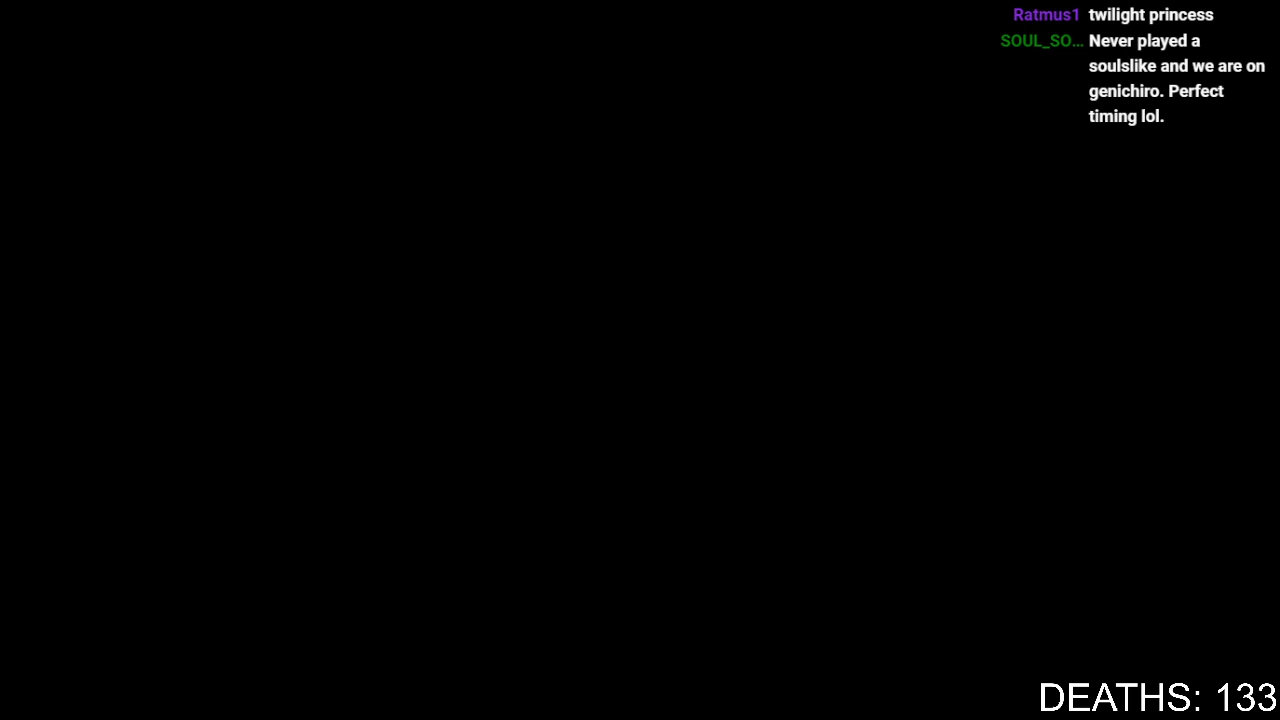 Ratmus1 twilight princess
SOUL_SO... Never played a
soulslike and we are on
genichiro. Perfect
timing lol.
DEATHS: 133